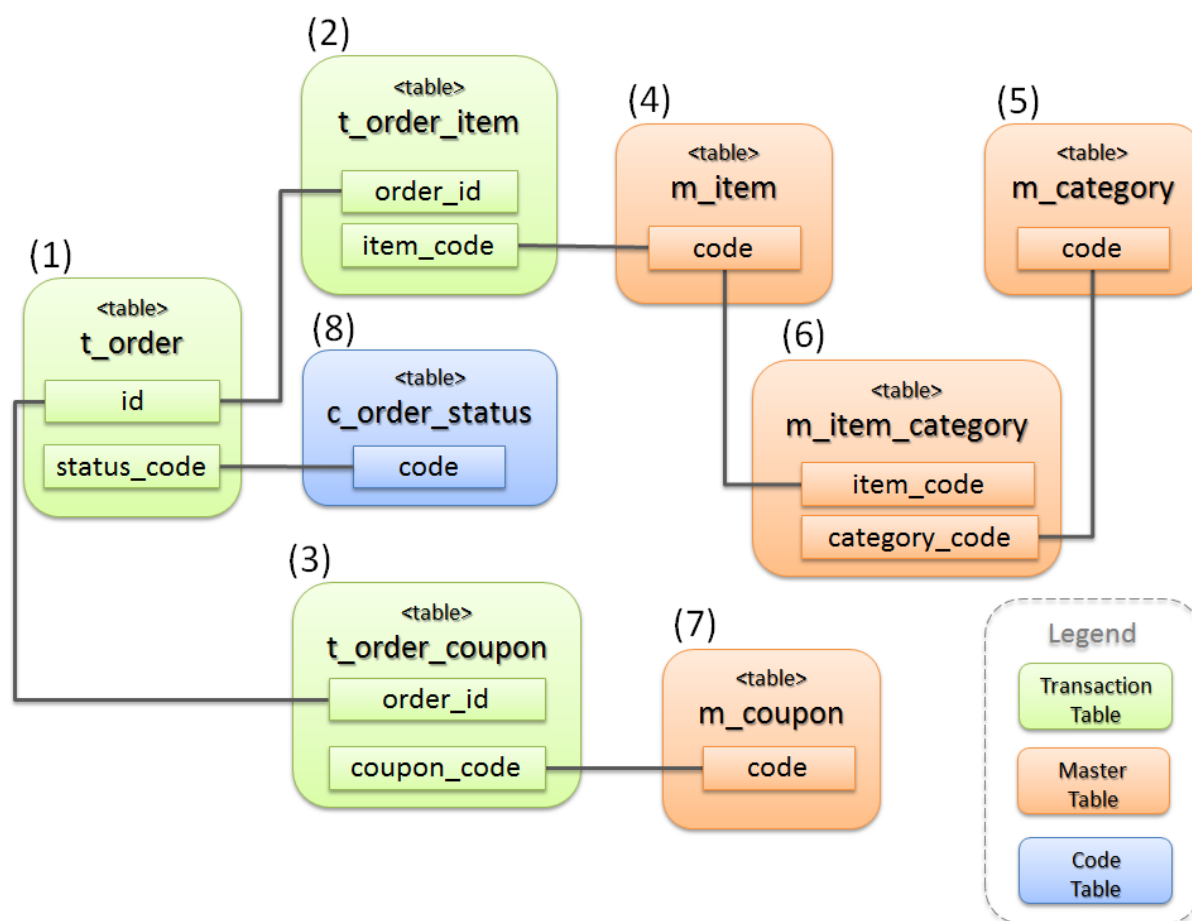 (2)
<table>
t_order_item
order_id
item_code
(4)
<table>
m_item
code
(5)
<table>
m_category
code
(1)
<table>
t_order
id
status_code
(8)
<table>
c_order_status
code
(6)
<table>
m_item_category
item_code
category_code
(3)
<table>
t_order_coupon
order_id
coupon_code
(7)
<table>
m_coupon
code
Legend
Transaction
Table
Master
Table
Code
Table